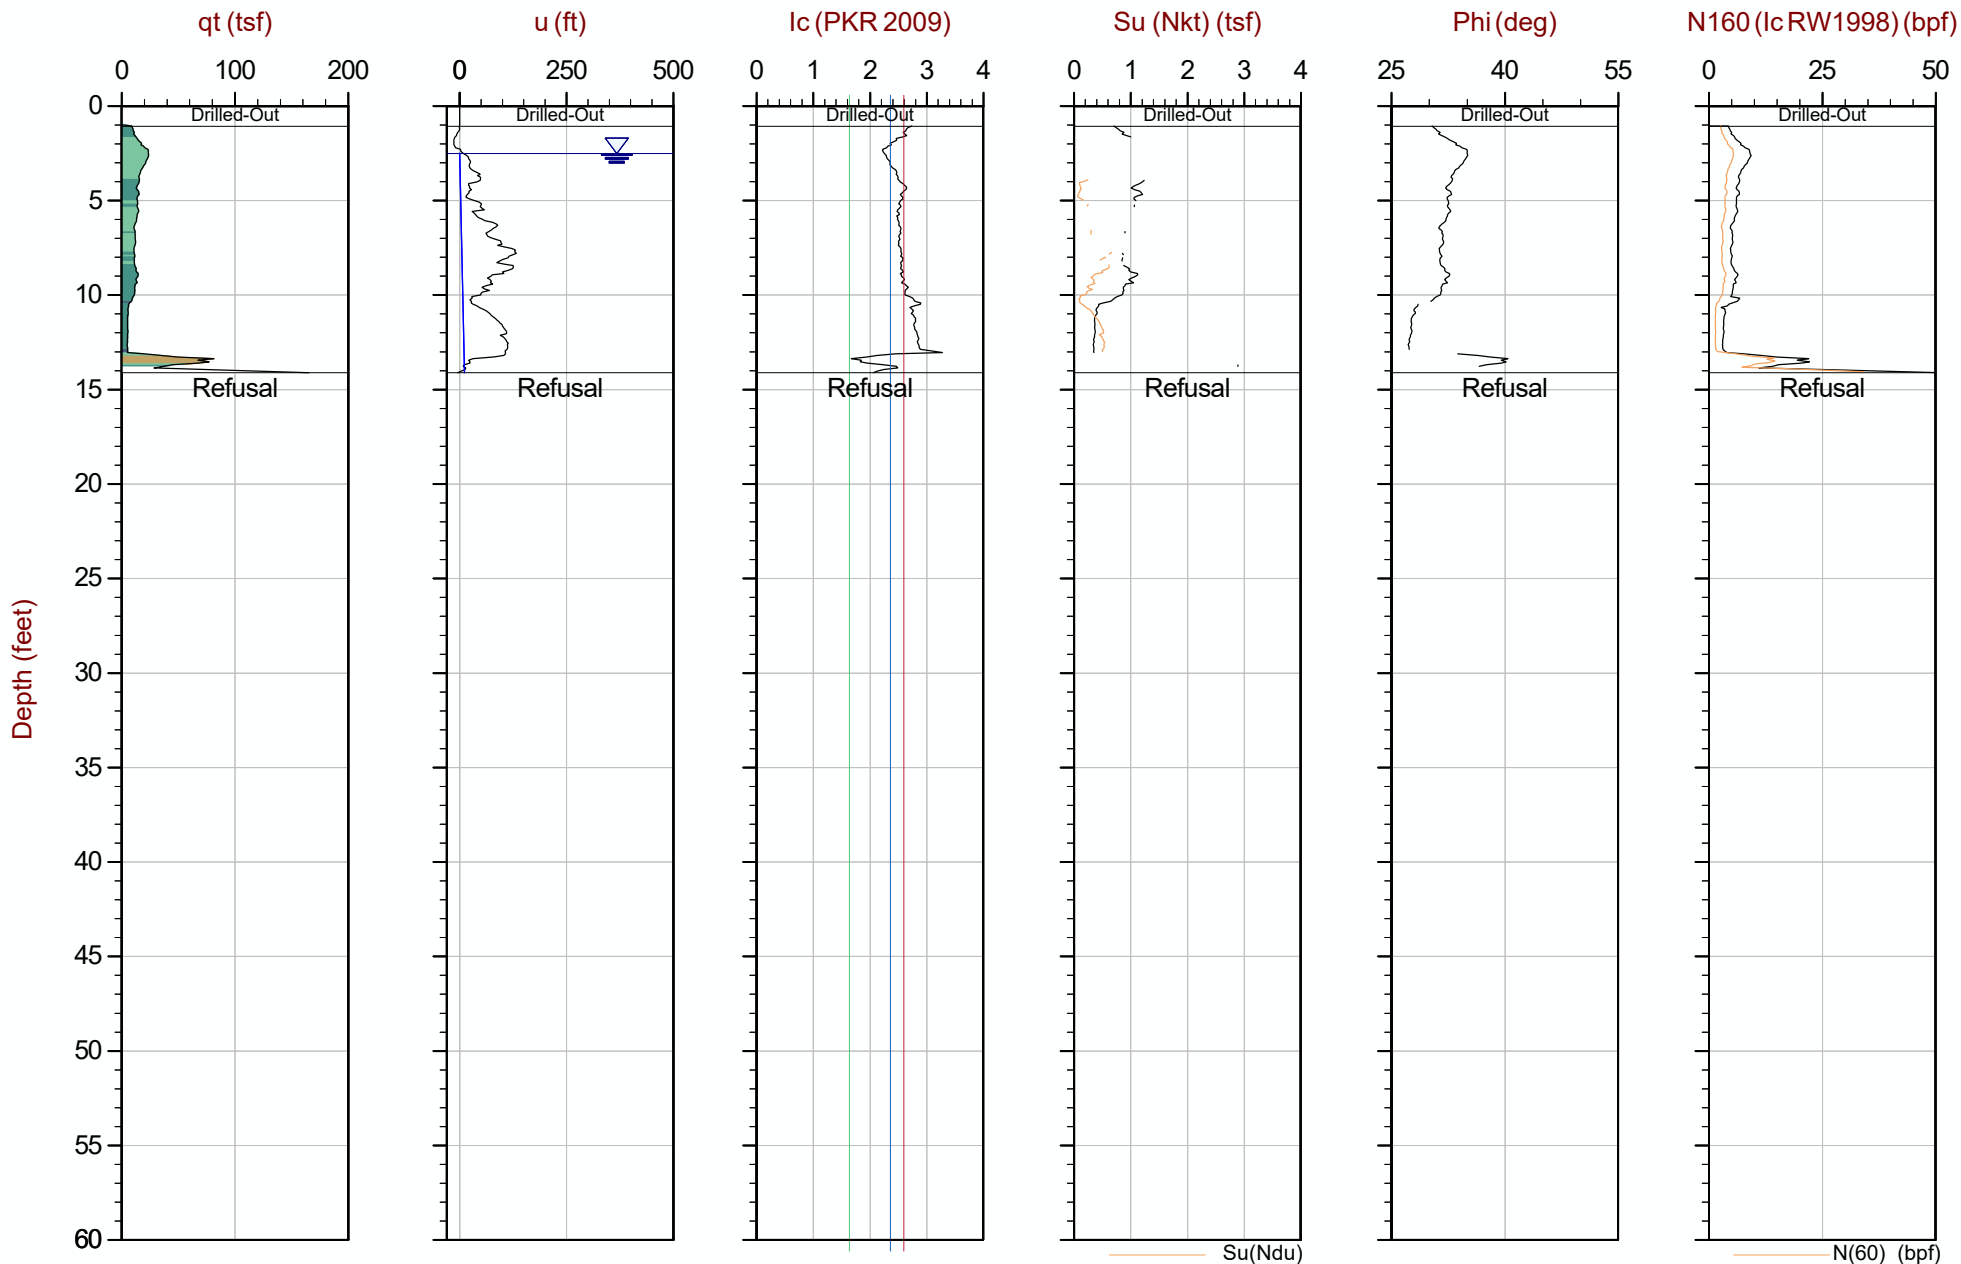 qt (tsf) u (ft) Ic (PKR 2009) Su (Nkt) (tsf) Phi (deg) N160 (Ic RW1998) (bpf)
0 100 200 0 250 500 0 1 2 3 4 0 1 2 3 4 25 40 55 0 25 50
0
Drilled-Out Drilled-Out Drilled-Out Drilled-Out Drilled-Out Drilled-Out
5
10
15
Refusal Refusal Refusal Refusal Refusal Refusal
20
25
30
Depth (feet)
35
40
45
50
55
60
Su(Ndu) N(60) (bpf)